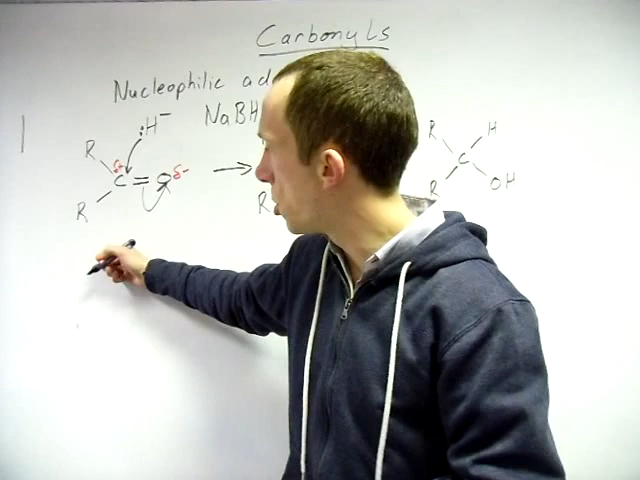 Carbonyls
Nucleophilic ad
NaBH
:H⁻
R
δ+
C=O
δ-
R
→
R
R
H
C
R
OH